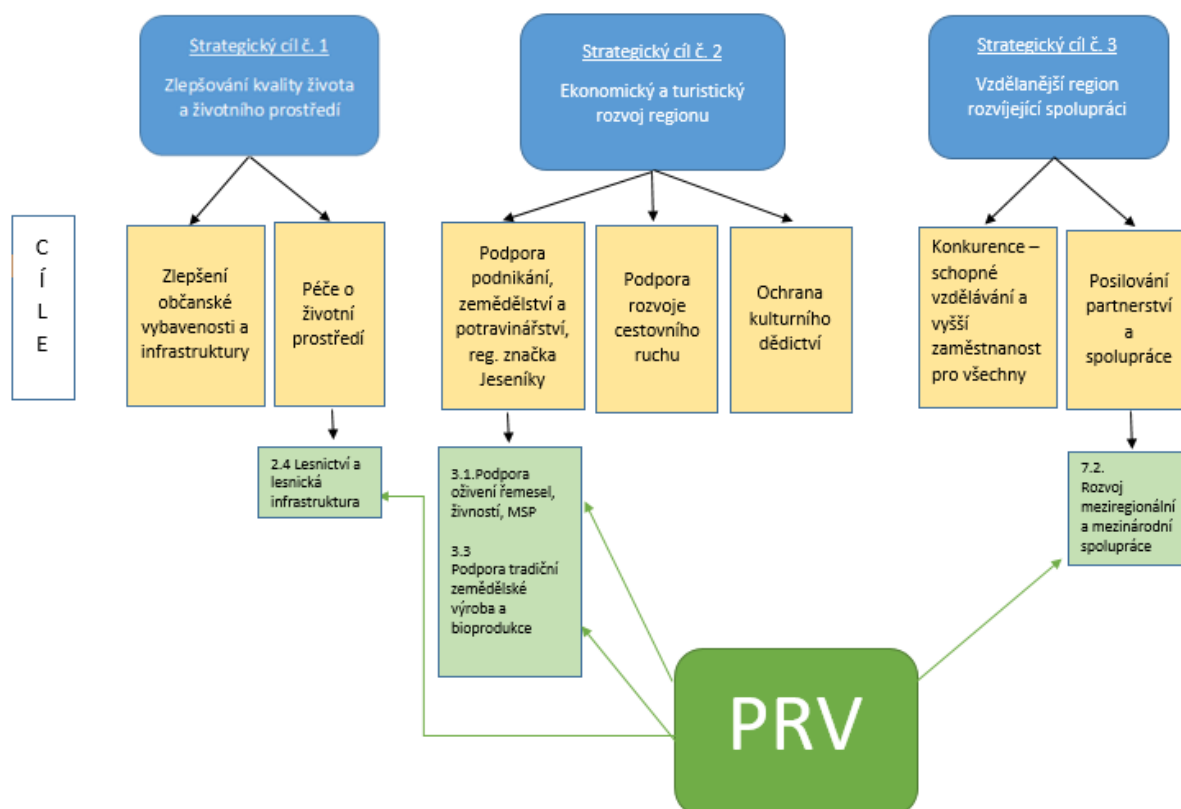 Strategický cíl č. 1
Zlepšování kvality života
a životního prostředí
Strategický cíl č. 2
Ekonomický a turistický
rozvoj regionu
Strategický cíl č. 3
Vzdělanější region
rozvíjející spolupráci
C
Í
L
E
Zlepšení
občanské
vybavenosti a
infrastruktury
Péče o
životní
prostředí
Podpora
podnikání,
zemědělství a
potravinářství,
reg. značka
Jeseníky
Podpora
rozvoje
cestovního
ruchu
Ochrana
kulturního
dědictví
Konkurence –
schopné
vzdělávání a
vyšší
zaměstnanost
pro všechny
Posilování
partnerství
a
spolupráce
2.4 Lesnictví a
lesnická
infrastruktura
3.1.Podpora
oživení řemesel,
živností, MSP
3.3
Podpora tradiční
zemědělské
výroba a
bioprodukce
7.2.
Rozvoj
meziregionální
a mezinárodní
spolupráce
PRV